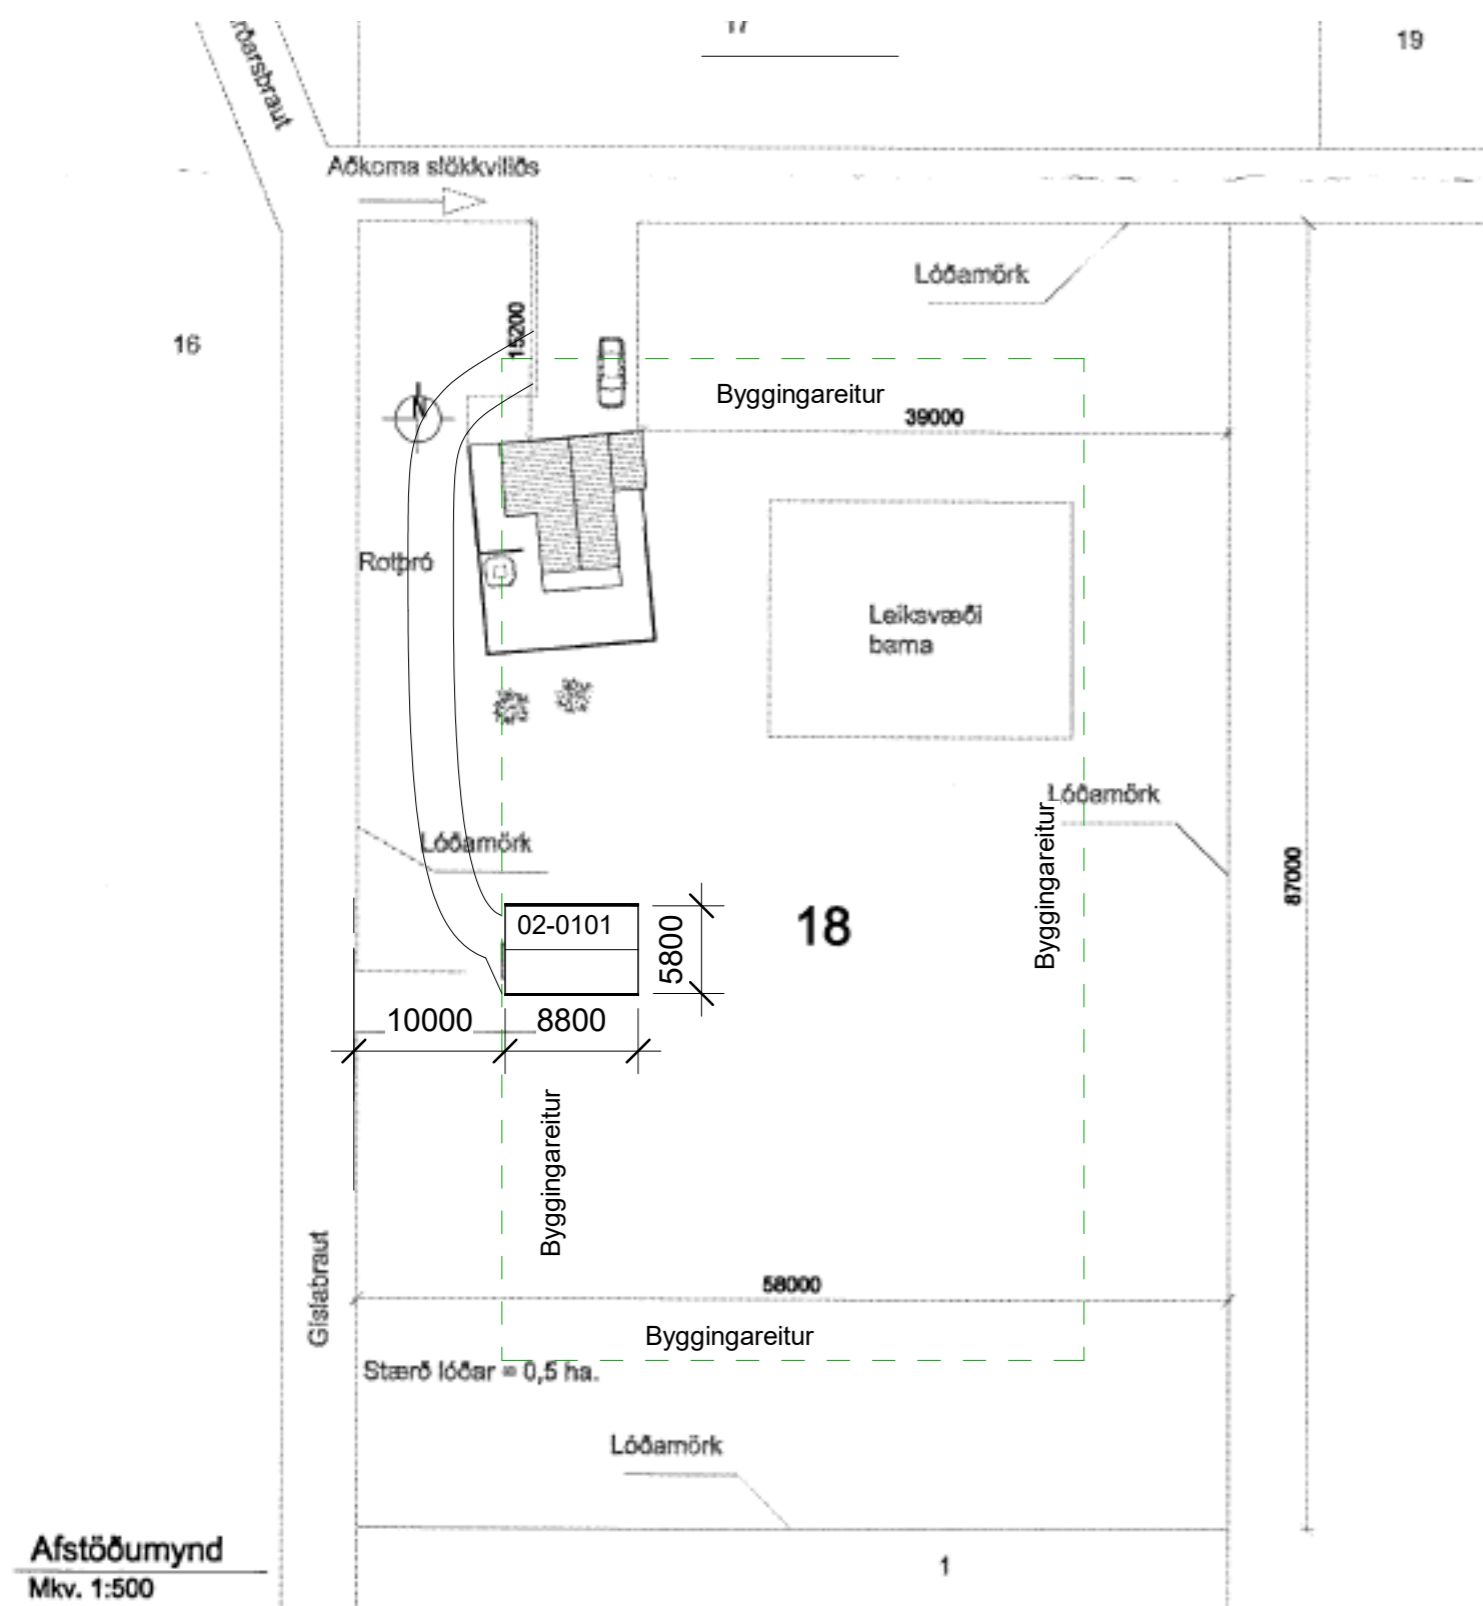 17
19
Aðkoma slökkviliðs
Lóðamörk
16
15200
N
Byggingareitur
39000
Rotþró
Leiksvæði
barna
Lóðamörk
Byggingareitur
Lóðamörk
87000
02-0101
5800
18
10000
8800
Byggingareitur
Gíslabraut
58000
Byggingareitur
Stærð lóðar = 0,5 ha.
Lóðamörk
Afstöðumynd
Mkv. 1:500
1